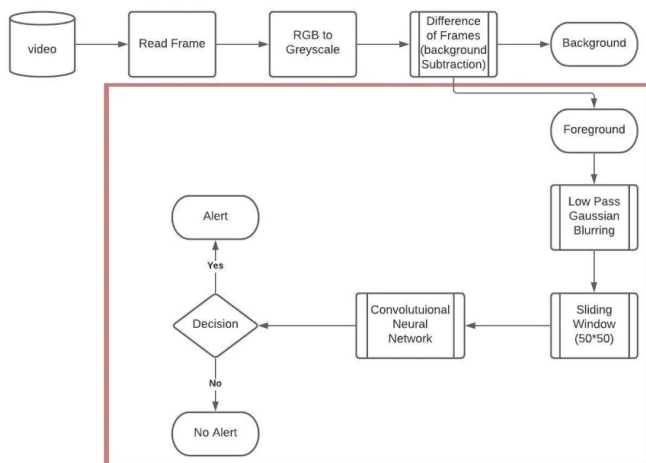 video
Read Frame
RGB to
Greyscale
Difference
of Frames
(background
Subtraction)
Background
Foreground
Low Pass
Gaussian
Blurring
Sliding
Window
(50*50)
Convolutuional
Neural
Network
Decision
Yes
Alert
No
No Alert